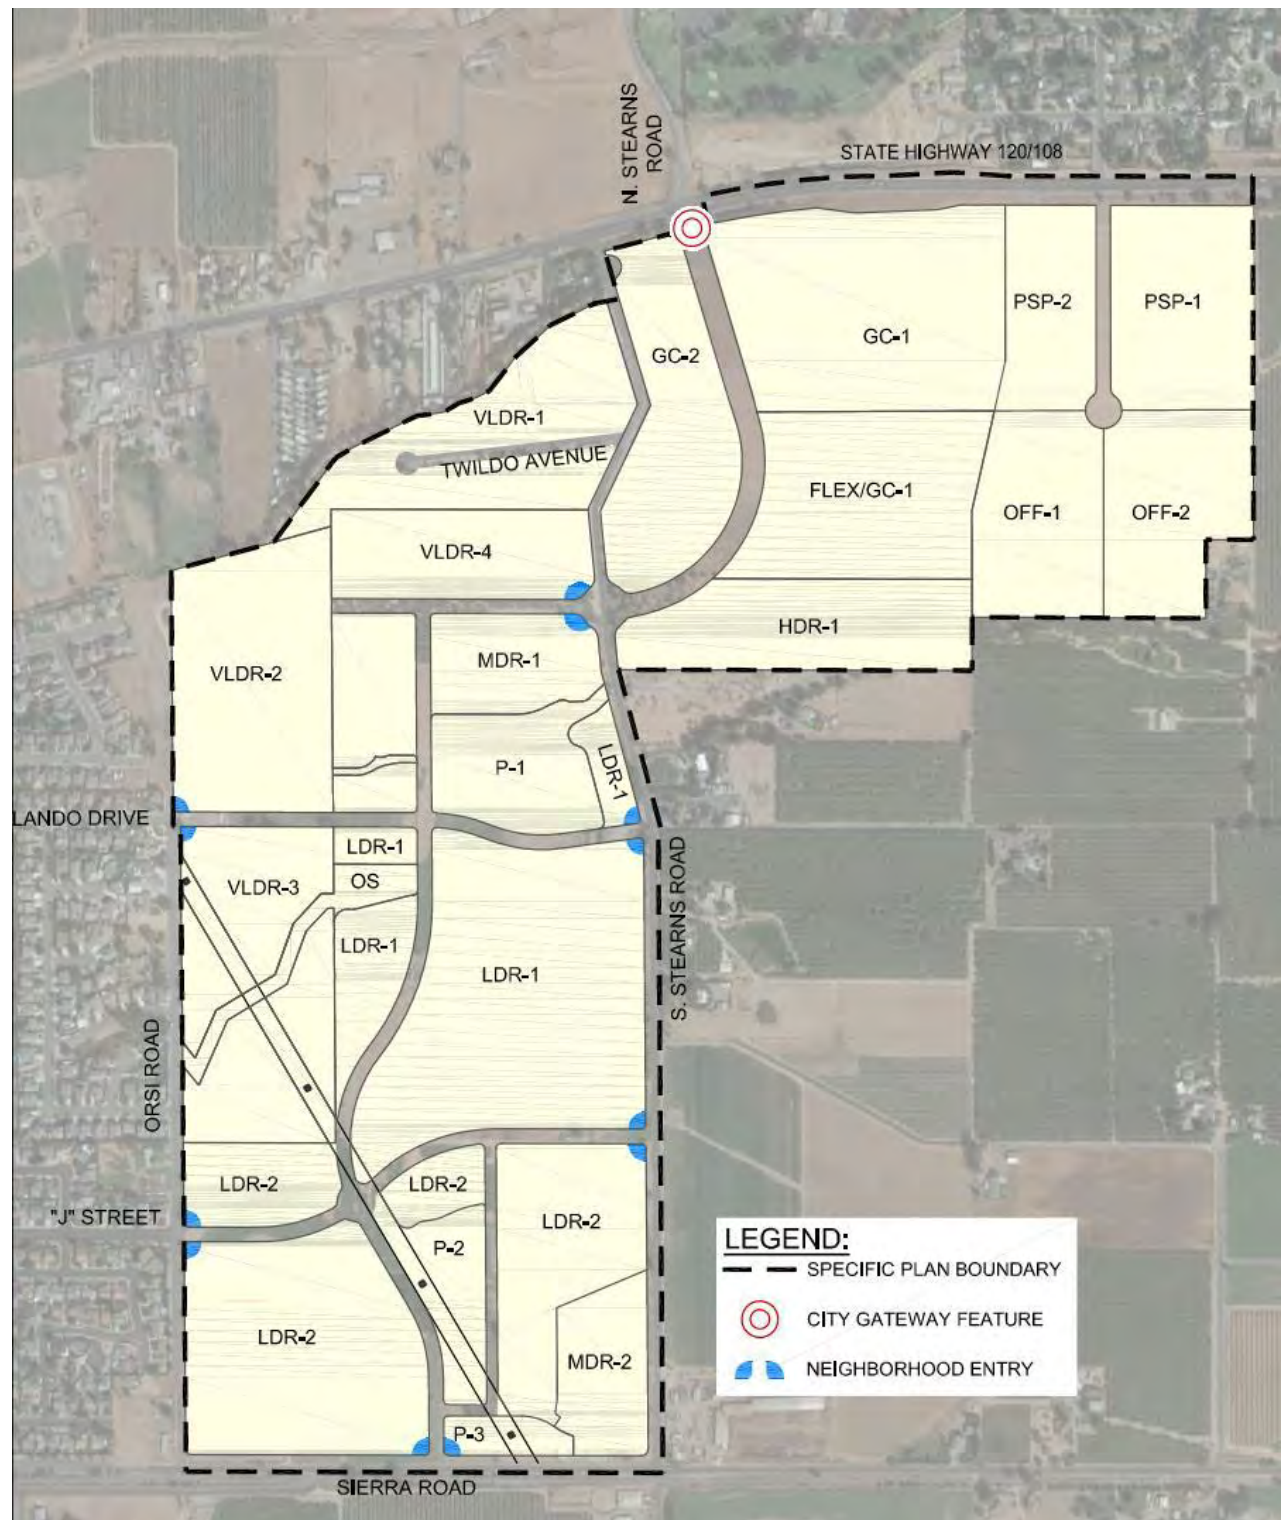 N. STEARNS
ROAD
STATE HIGHWAY 120/108
PSP-2
PSP-1
GC-1
GC-2
VLDR-1
TWILDO AVENUE
FLEX/GC-1
OFF-1
OFF-2
VLDR-4
HDR-1
MDR-1
VLDR-2
P-1
LDR-1
LANDO DRIVE
LDR-1
VLDR-3
OS
LDR-1
LDR-1
S. STEARNS ROAD
ORSI ROAD
LDR-2
LDR-2
"J" STREET
LDR-2
P-2
LDR-2
MDR-2
P-3
SIERRA ROAD
LEGEND:
SPECIFIC PLAN BOUNDARY
CITY GATEWAY FEATURE
NEIGHBORHOOD ENTRY